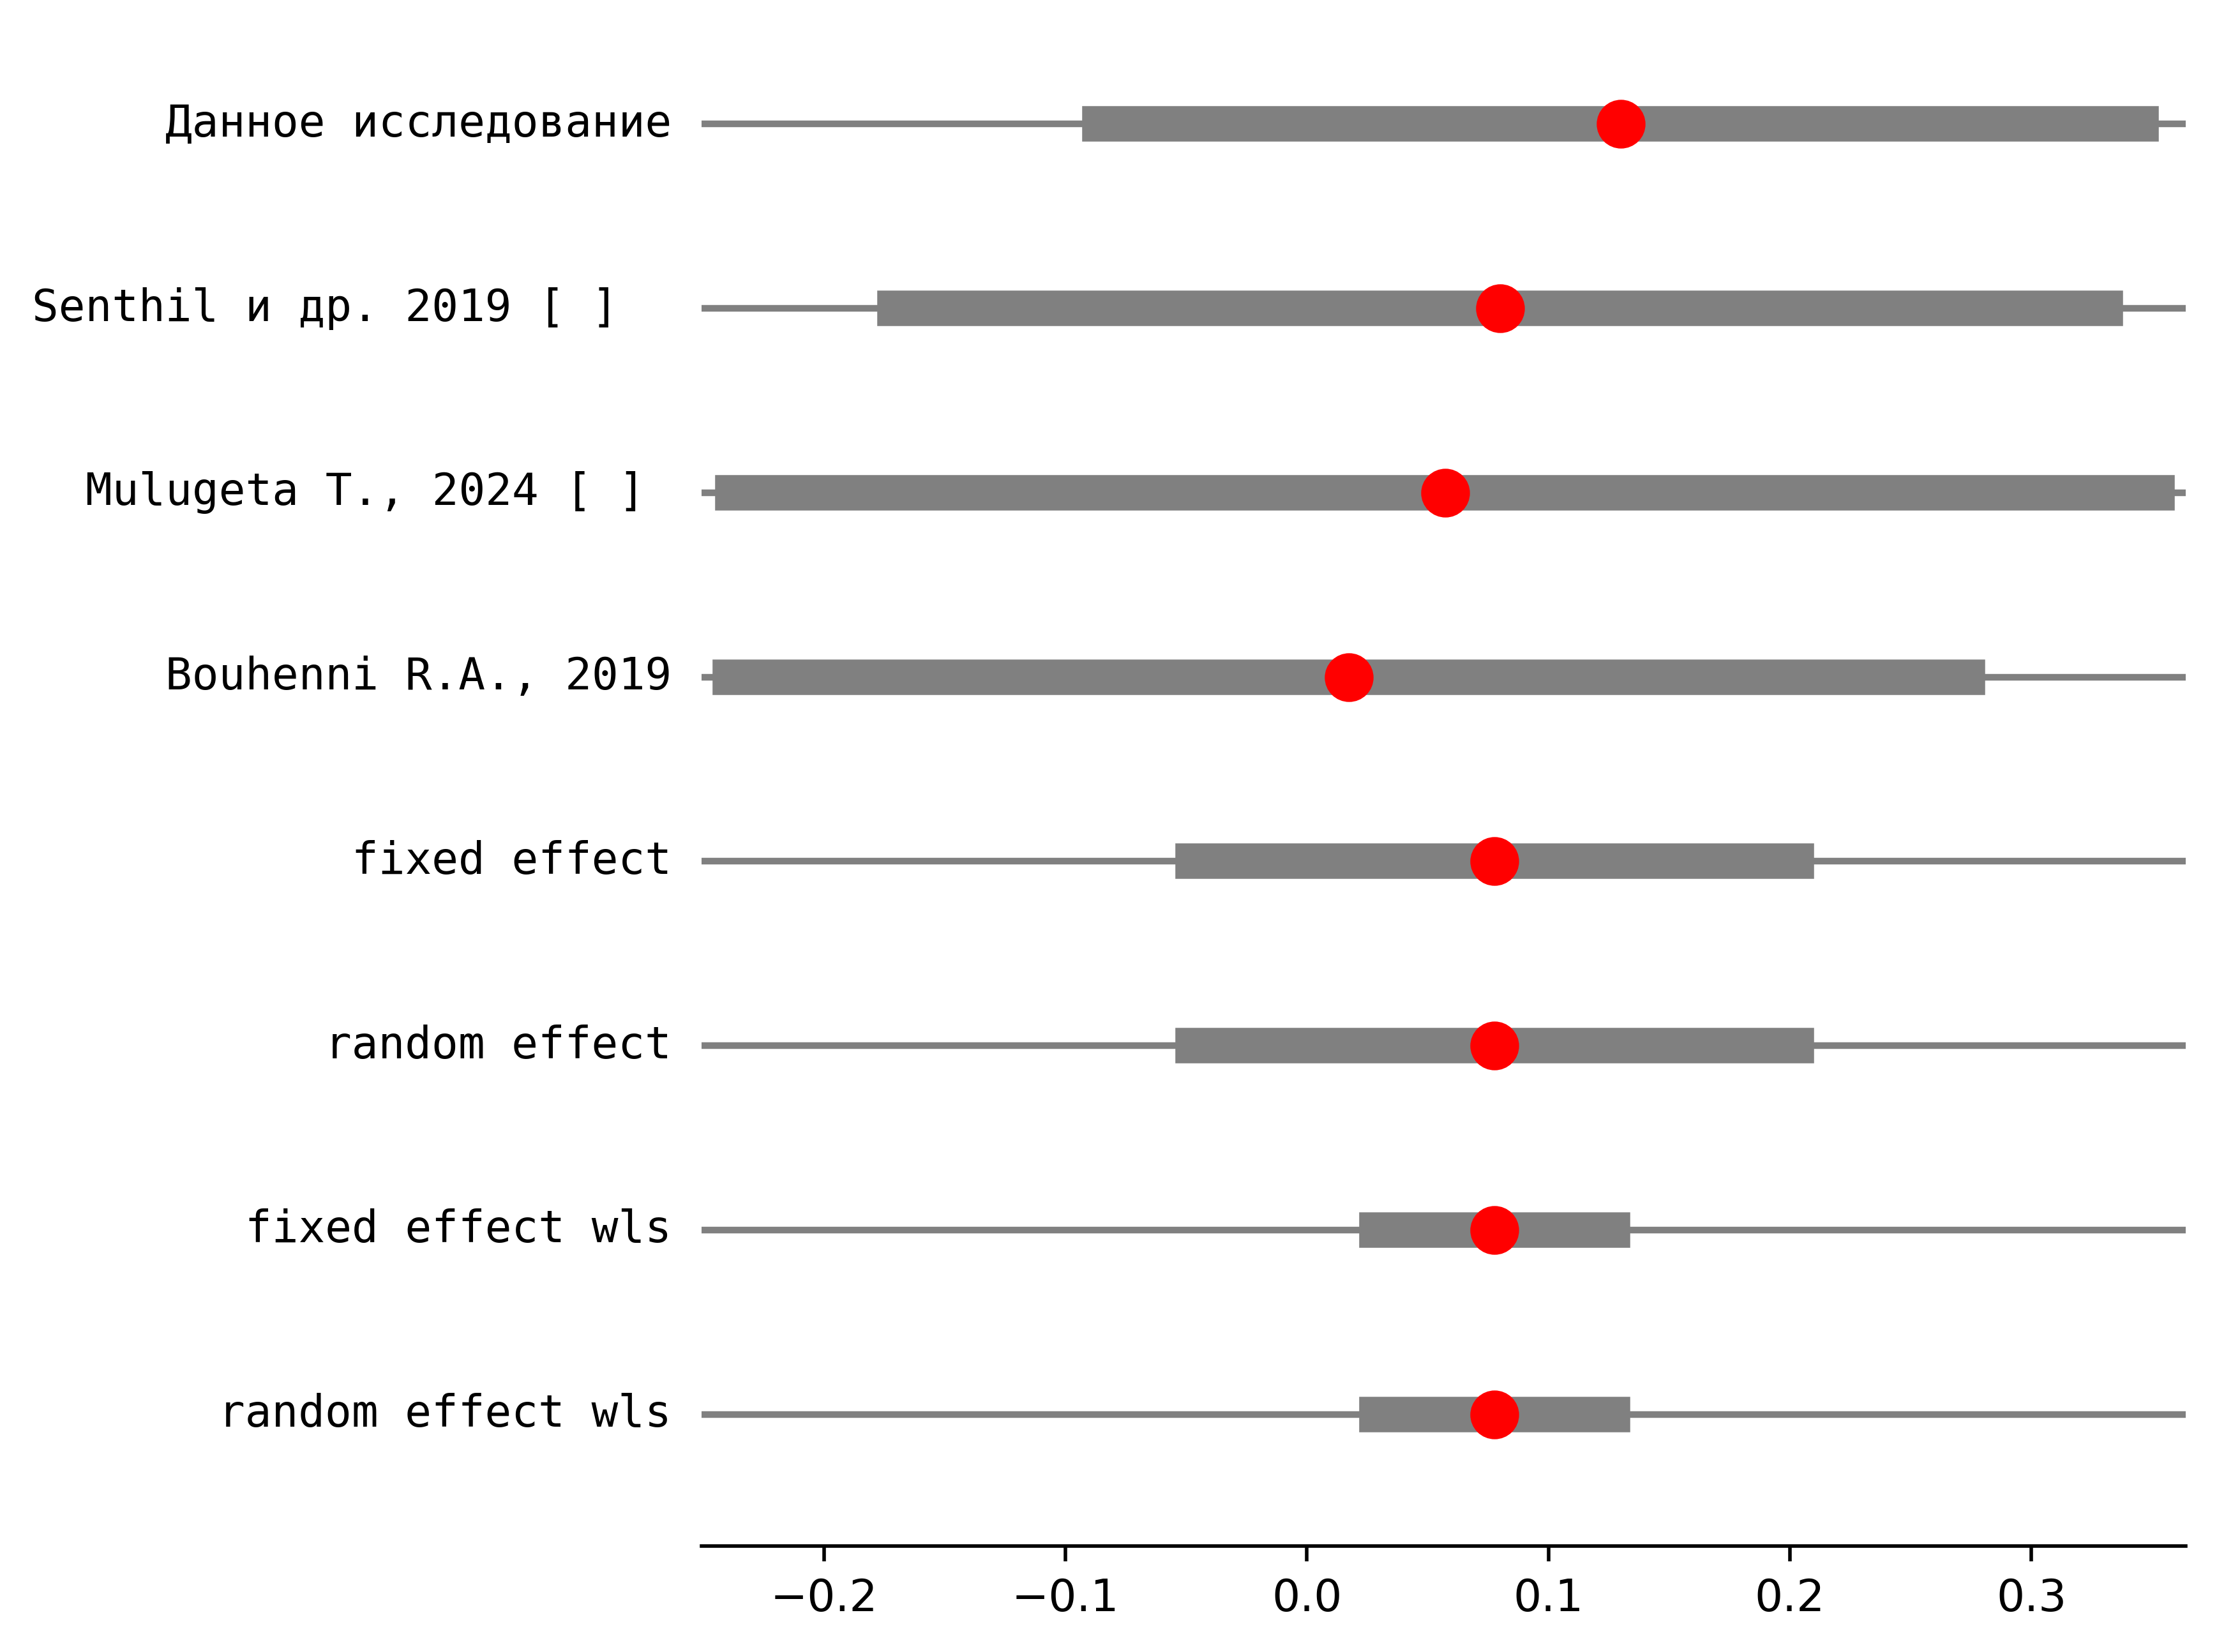 Данное исследование
Senthil и др. 2019 [ ]
Mulugeta T., 2024 [ ]
Bouhenni R.A., 2019
fixed effect
random effect
fixed effect wls
random effect wls
−0.2 −0.1 0.0 0.1 0.2 0.3